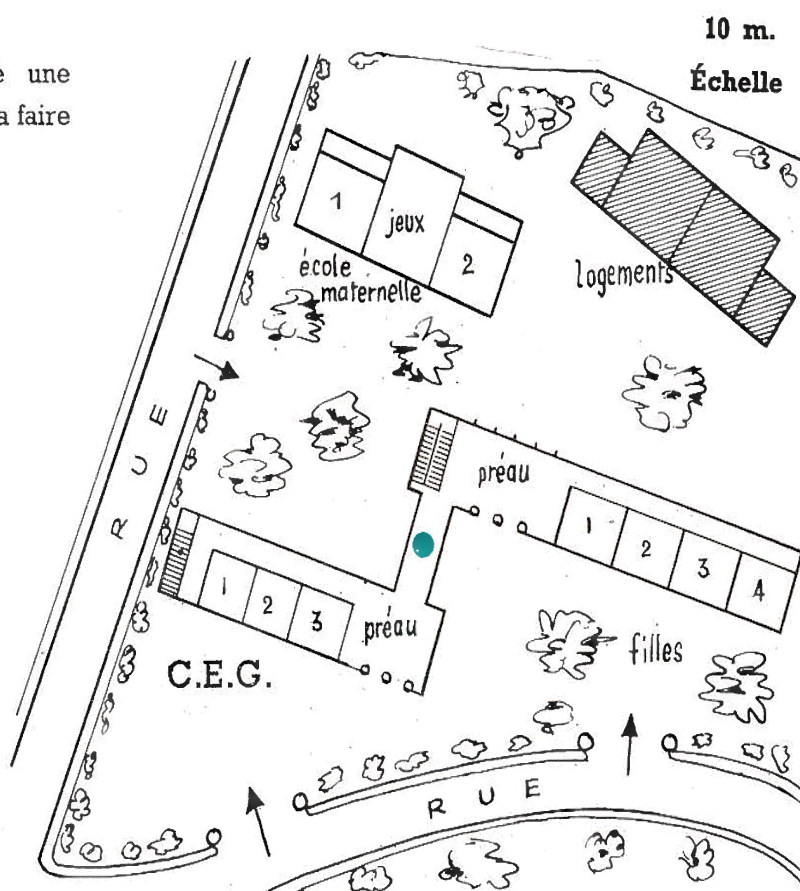 10 m.
Échelle
une
a faire
1
jeux
2
école
maternelle
logements
RUE
préau
1
2
3
4
1
2
3
préau
C.E.G.
filles
RUE